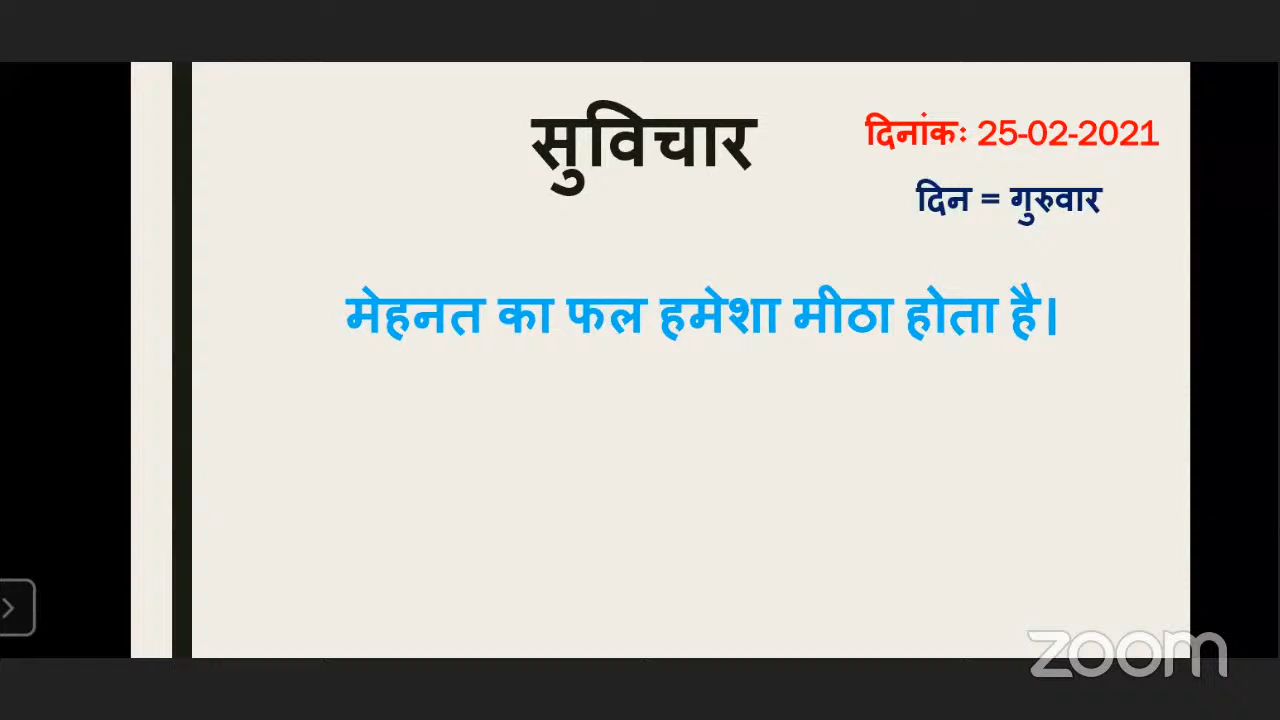 सुविचार
दिनांकः 25-02-2021
दिन = गुरुवार
मेहनत का फल हमेशा मीठा होता है।
zoom